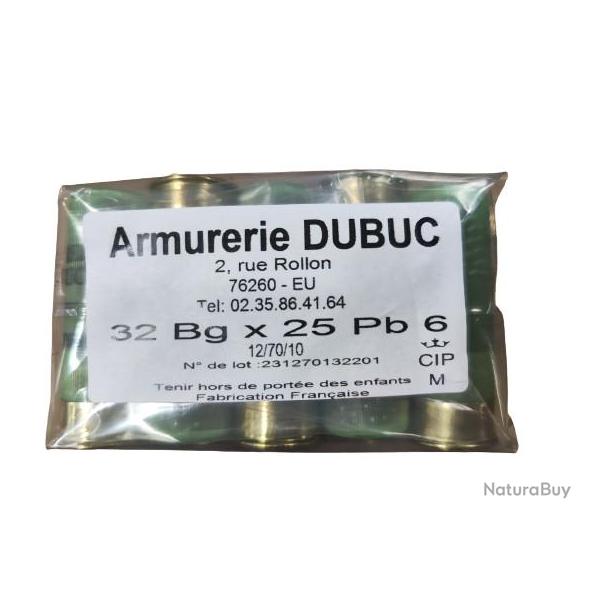 Armurerie DUBUC
2, rue Rollon
76260 - EU
Tel: 02.35.86.41.64
32 Bg x 25 Pb 6
12/70/10
CIP
N° de lot :231270132201
M
Tenir hors de portée des enfants
Fabrication Française
NaturaBuy